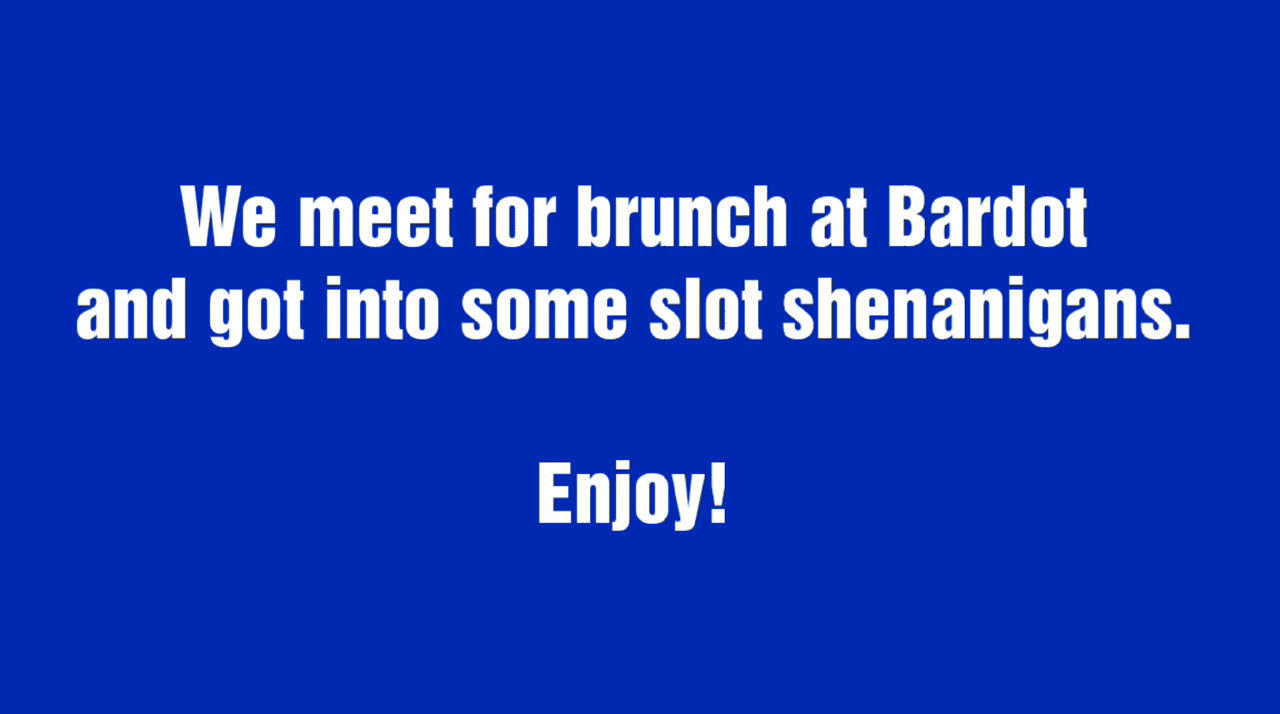 We meet for brunch at Bardot
and got into some slot shenanigans.
Enjoy!